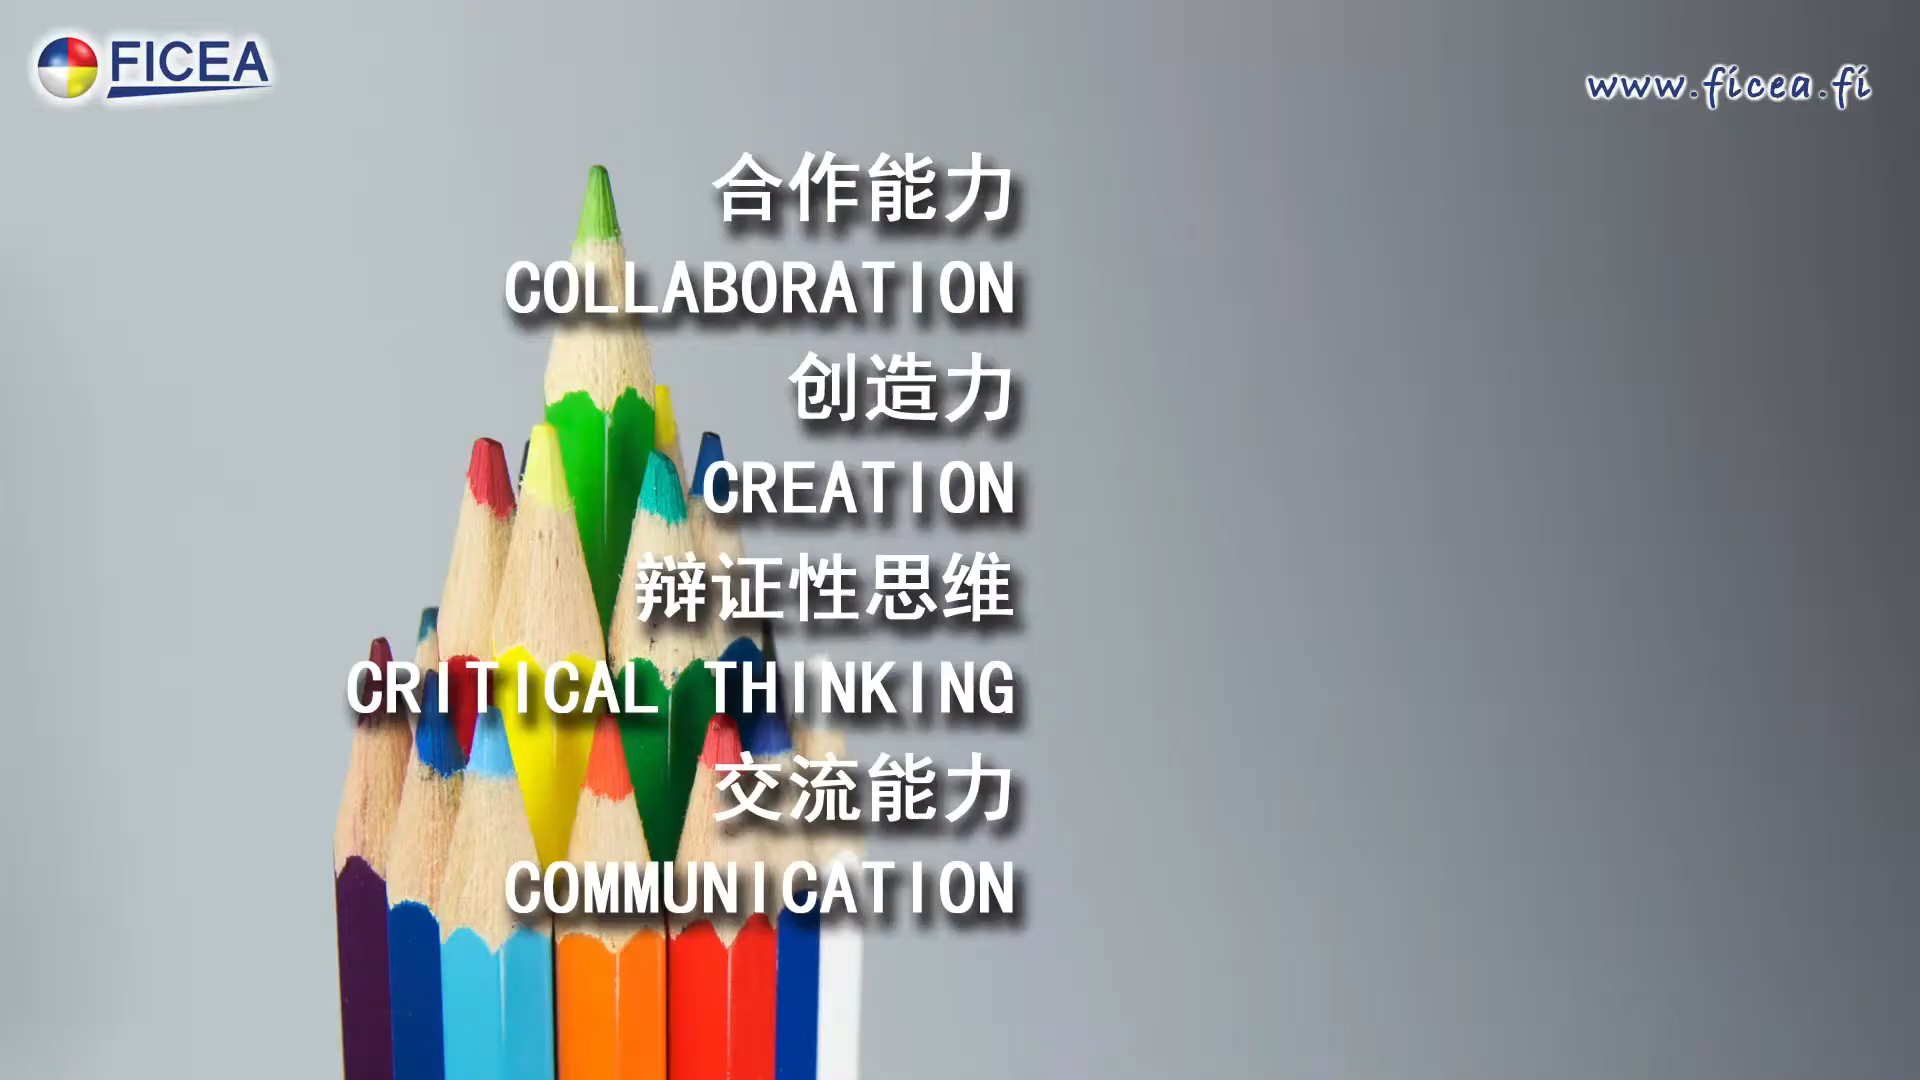 FICEA
www.ficea.fi
合作能力
COLLABORATION
创造力
CREATION
辩证性思维
CRITICAL THINKING
交流能力
COMMUNICATION